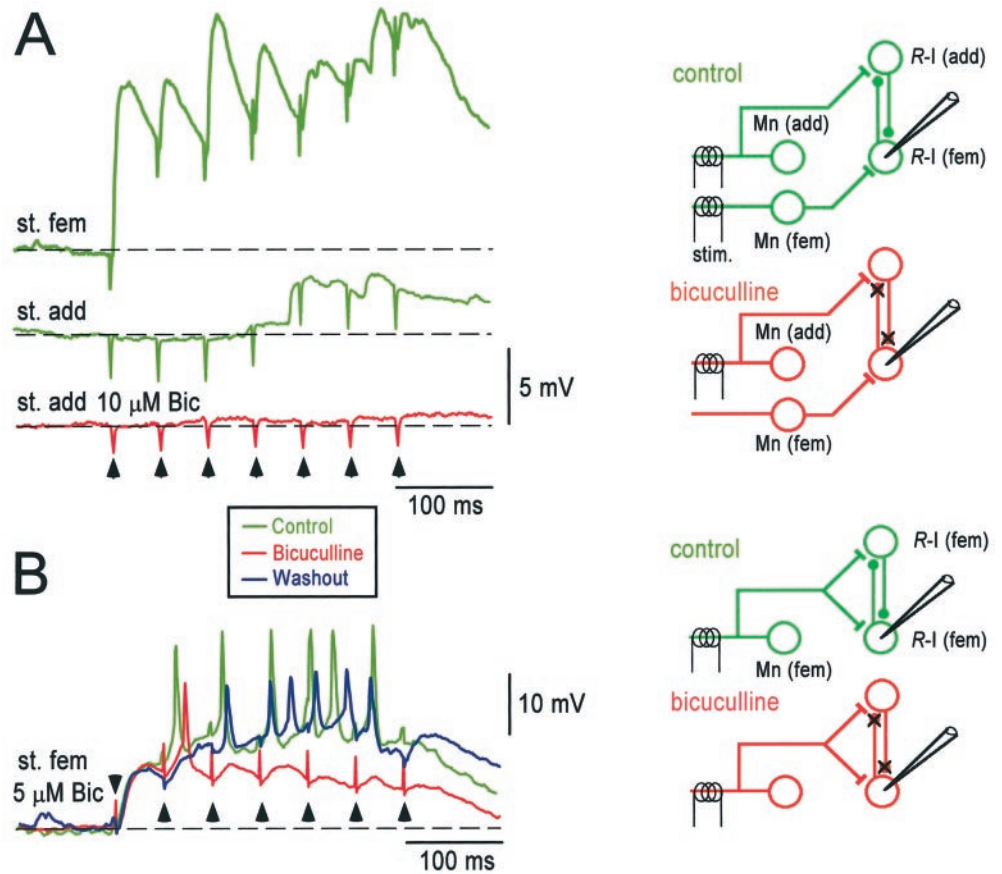 A
st. fem
st. add
st. add 10 μM Bic
5 mV
100 ms
control
R-I (add)
Mn (add)
R-I (fem)
Mn (fem)
stim.
bicuculline
Mn (add)
Mn (fem)
Control
Bicuculline
Washout
B
10 mV
st. fem
5 μM Bic
100 ms
control
R-I (fem)
R-I (fem)
Mn (fem)
bicuculline